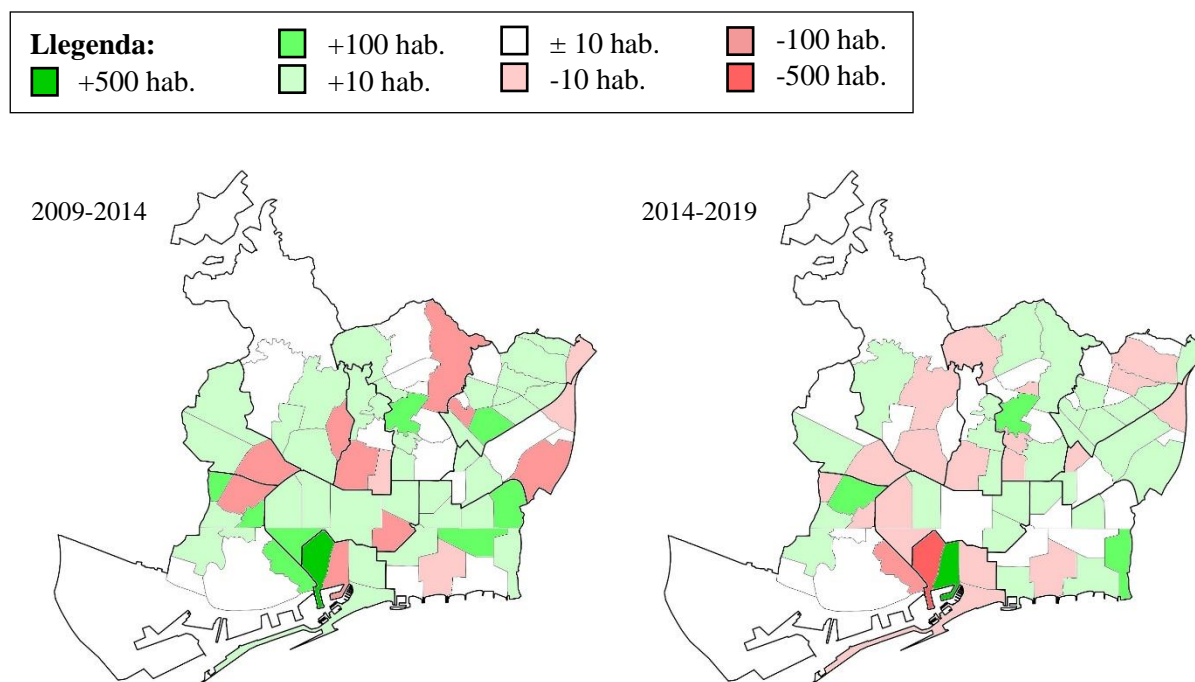 Llegenda:
+500 hab.
+100 hab.
+10 hab.
± 10 hab.
-10 hab.
-100 hab.
-500 hab.
2009-2014
2014-2019